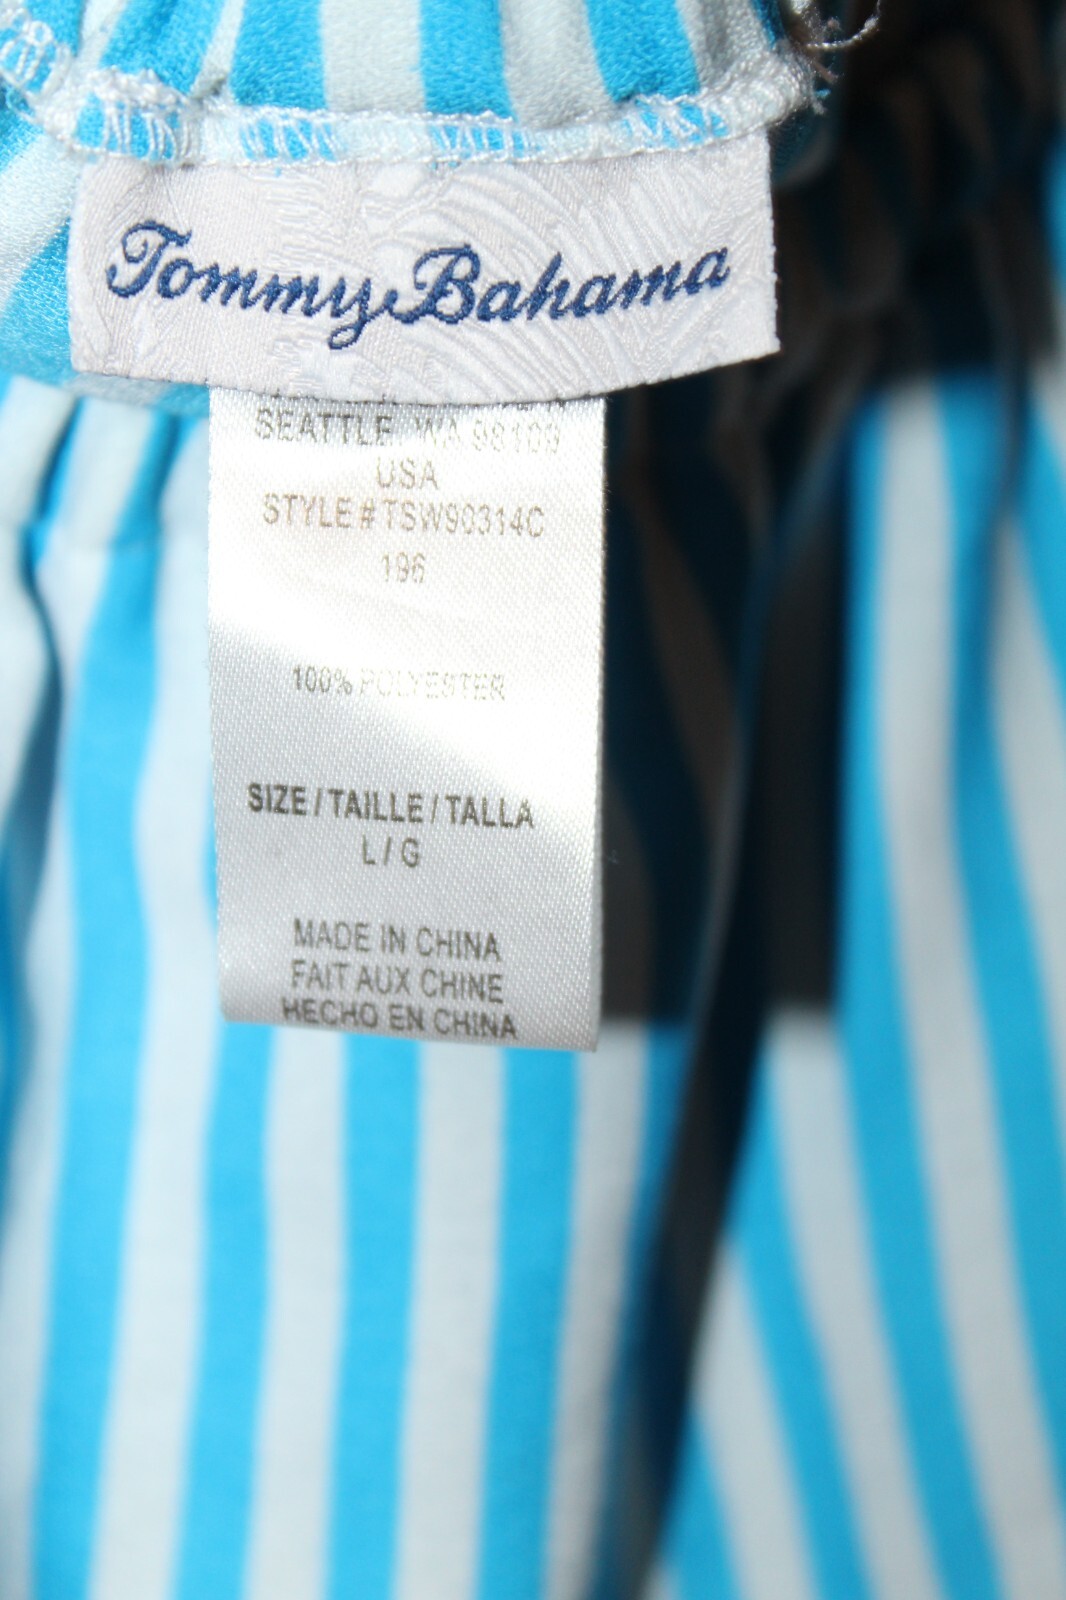 Tommy Bahama
SEATTLE, WA 98109
USA
STYLE# TSW90314C
196
100% POLYESTER
SIZE / TAILLE / TALLA
L / G
MADE IN CHINA
FAIT AUX CHINE
HECHO EN CHINA